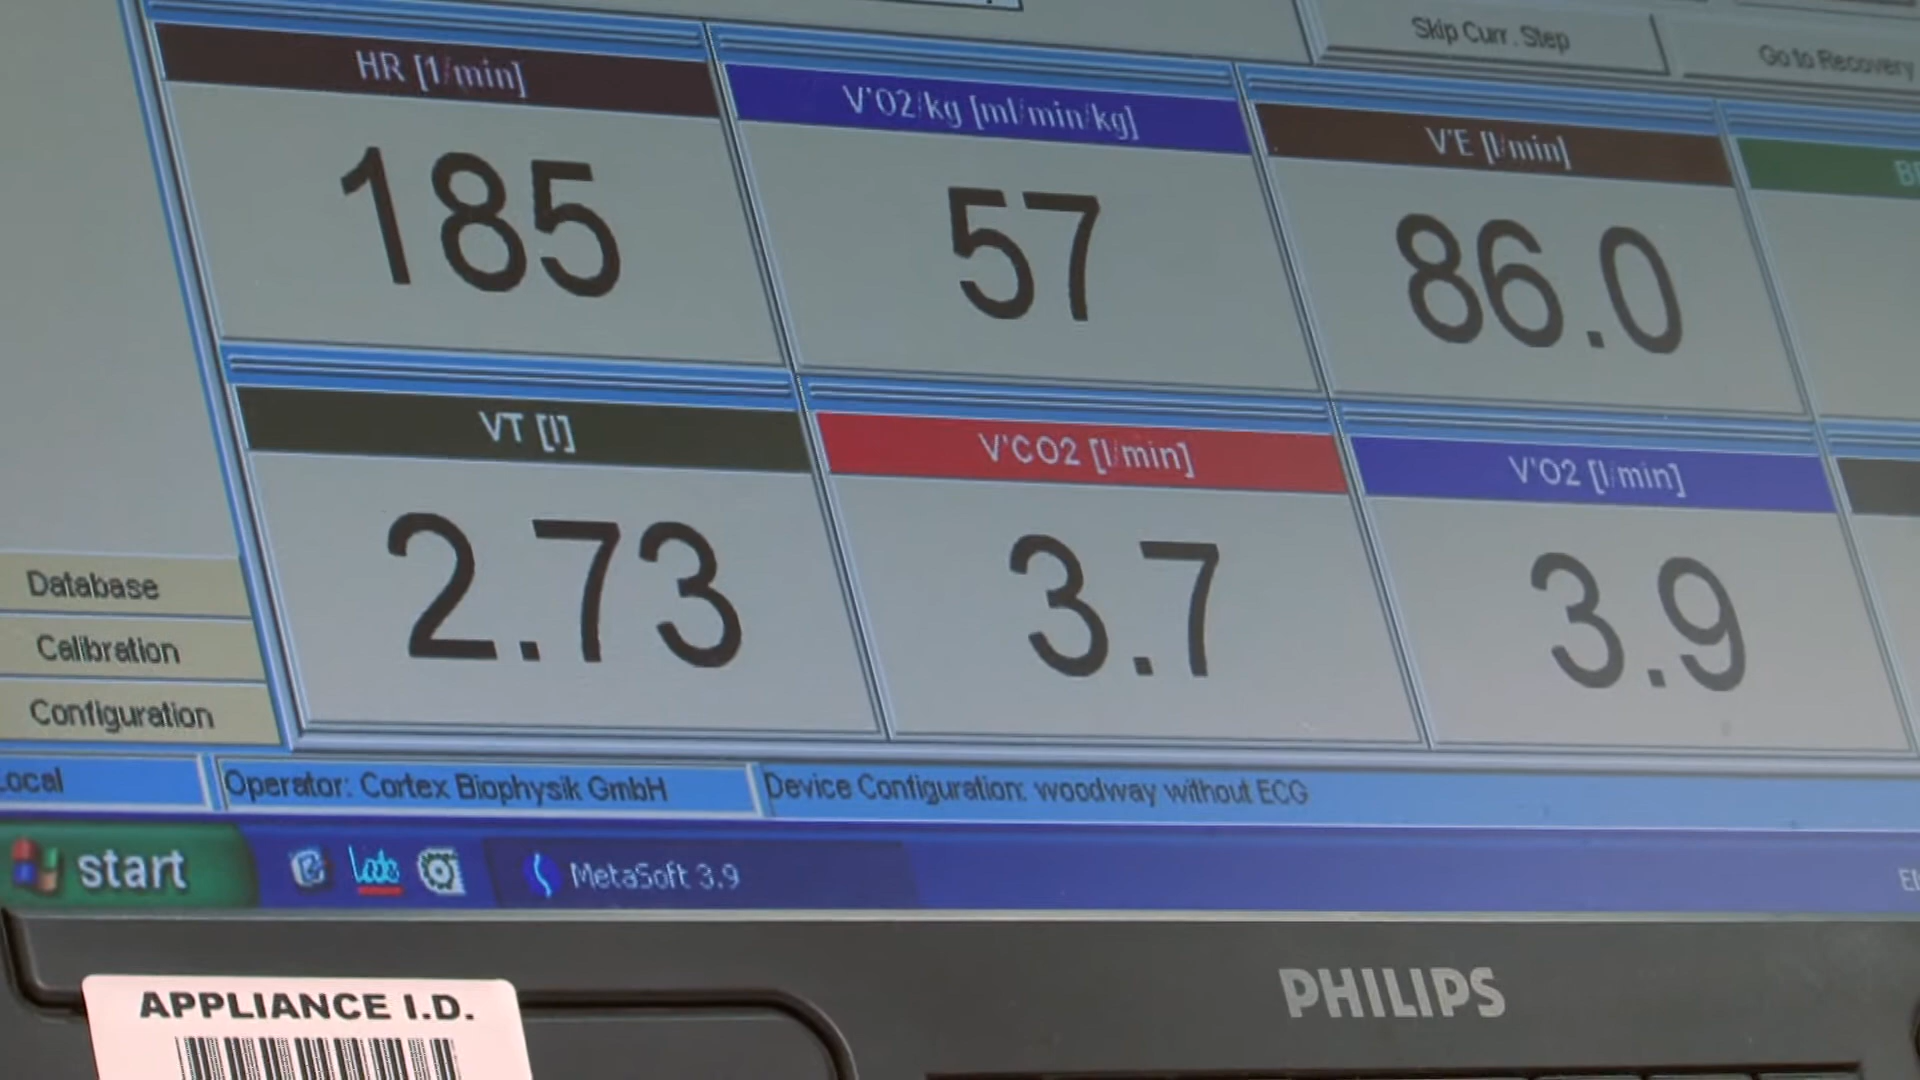 Skip Curr. Step
Go to Recovery
HR [1/min]
V'O2/kg [ml/min/kg]
V'E [l/min]
185
57
86.0
VT [l]
V'CO2 [l/min]
V'O2 [l/min]
2.73
3.7
3.9
Database
Calibration
Configuration
Local
Operator: Cortex Biophysik GmbH
Device Configuration: woodway without ECG
start
MetaSoft 3.9
PHILIPS
APPLIANCE I.D.